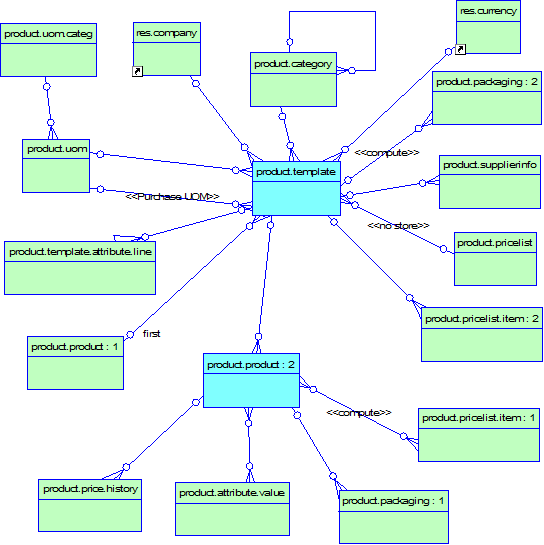 res.currency
product.uom.categ
res.company
product.category
product.packaging : 2
product.uom
<<compute>>
product.template
product.supplierinfo
<<Purchase UOM>>
<<no store>>
product.pricelist
product.template.attribute.line
product.pricelist.item : 2
first
product.product : 1
product.product : 2
<<compute>>
product.pricelist.item : 1
product.price.history
product.attribute.value
product.packaging : 1